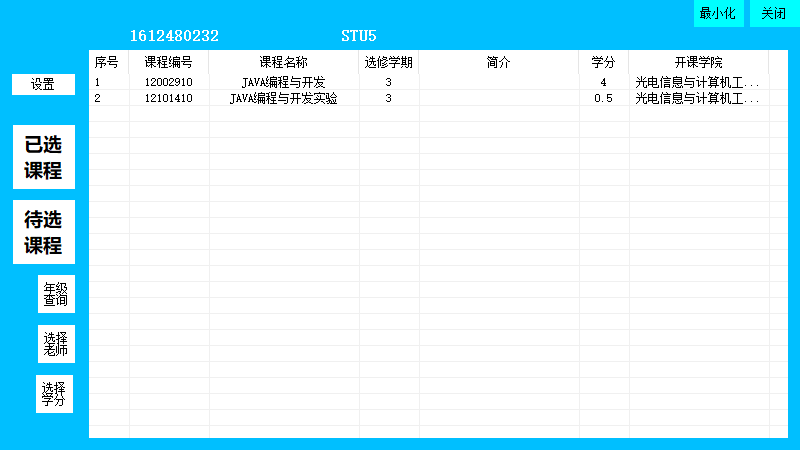 最小化 关闭
1612480232 STU5
序号 课程编号 课程名称 选修学期 简介 学分 开课学院
1 12002910 JAVA编程与开发 3 4 光电信息与计算机工...
2 12101410 JAVA编程与开发实验 3 0.5 光电信息与计算机工...
设置
已选
课程
待选
课程
年级
查询
选择
老师
选择
学分